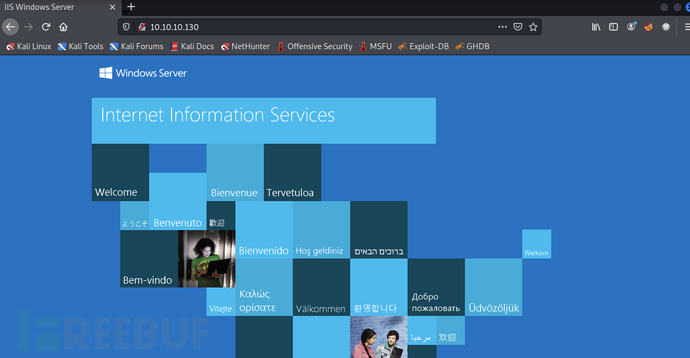 IIS Windows Server
10.10.10.130
Kali Linux Kali Tools Kali Forums Kali Docs NetHunter Offensive Security MSFU Exploit-DB GHDB
Windows Server
Internet Information Services
Welcome
Bienvenue
Tervetuloa
ようこそ
Benvenuto
歡迎
Bienvenido
Hoş geldiniz
ברוכים הבאים
Welkom
Bem-vindo
Vítejte
Καλώς
ορίσατε
Välkommen
환영합니다
Добро
пожаловать
Üdvözöljük
مرحبا
欢迎
REEBUF